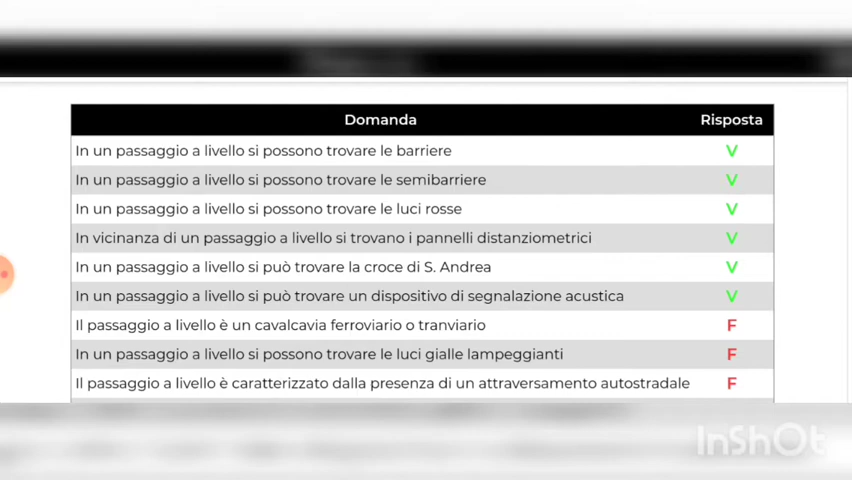 Domanda Risposta
In un passaggio a livello si possono trovare le barriere V
In un passaggio a livello si possono trovare le semibarriere V
In un passaggio a livello si possono trovare le luci rosse V
In vicinanza di un passaggio a livello si trovano i pannelli distanziometrici V
In un passaggio a livello si può trovare la croce di S. Andrea V
In un passaggio a livello si può trovare un dispositivo di segnalazione acustica V
Il passaggio a livello è un cavalcavia ferroviario o tranviario F
In un passaggio a livello si possono trovare le luci gialle lampeggianti F
Il passaggio a livello è caratterizzato dalla presenza di un attraversamento autostradale F
InShOt